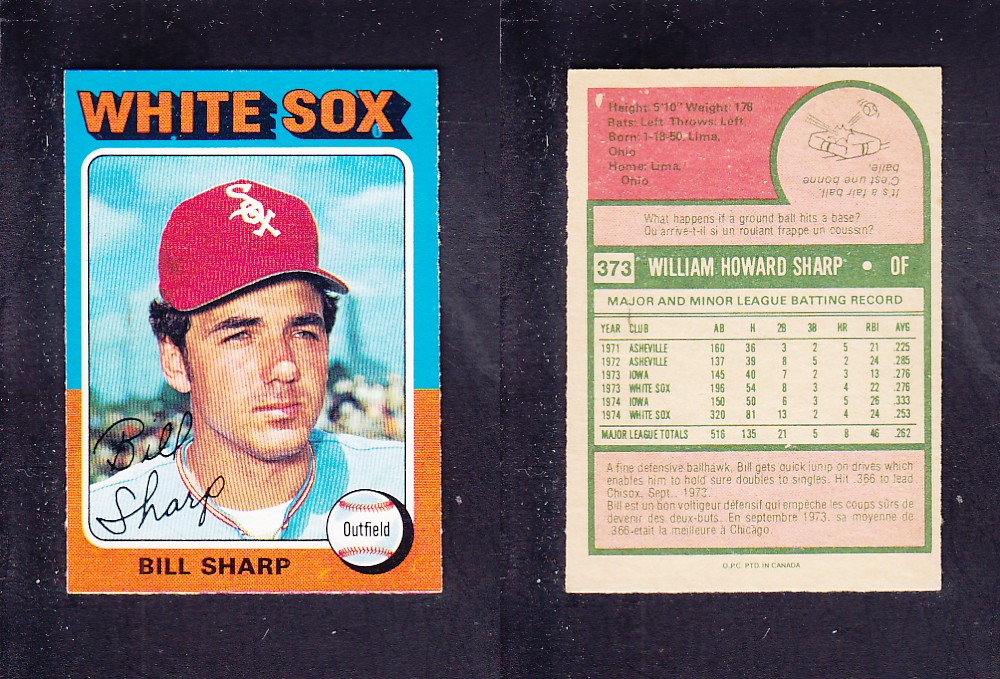 WHITE SOX
SOX
Bill
Sharp
Outfield
BILL SHARP
Height: 5'10" Weight: 178
Bats: Left Throws: Left
Born: 1-18-50, Lima,
Ohio
Home: Lima,
Ohio
It's a fair ball.
C'est une bonne
balle.
What happens if a ground ball hits a base?
Qu arrive-t-il si un roulant frappe un coussin?
373 WILLIAM HOWARD SHARP • OF
MAJOR AND MINOR LEAGUE BATTING RECORD
YEAR CLUB AB H 2B 3B HR RBI AVG
1971 ASHEVILLE 160 36 3 2 5 21 .225
1972 ASHEVILLE 137 39 8 5 2 24 .285
1973 IOWA 145 40 7 2 3 13 .276
1973 WHITE SOX 196 54 8 3 4 22 .276
1974 IOWA 150 50 6 3 5 26 .333
1974 WHITE SOX 320 81 13 2 4 24 .253
MAJOR LEAGUE TOTALS 516 135 21 5 8 46 .262
A fine defensive ballhawk, Bill gets quick jump on drives which
enables him to hold sure doubles to singles. Hit .366 to lead
Chisox, Sept., 1973.
Bill est un bon voltigeur défensif qui empêche les coups sûrs de
devenir des deux-buts. En septembre 1973, sa moyenne de
.366 était la meilleure à Chicago.
O.P.C. PTD. IN CANADA